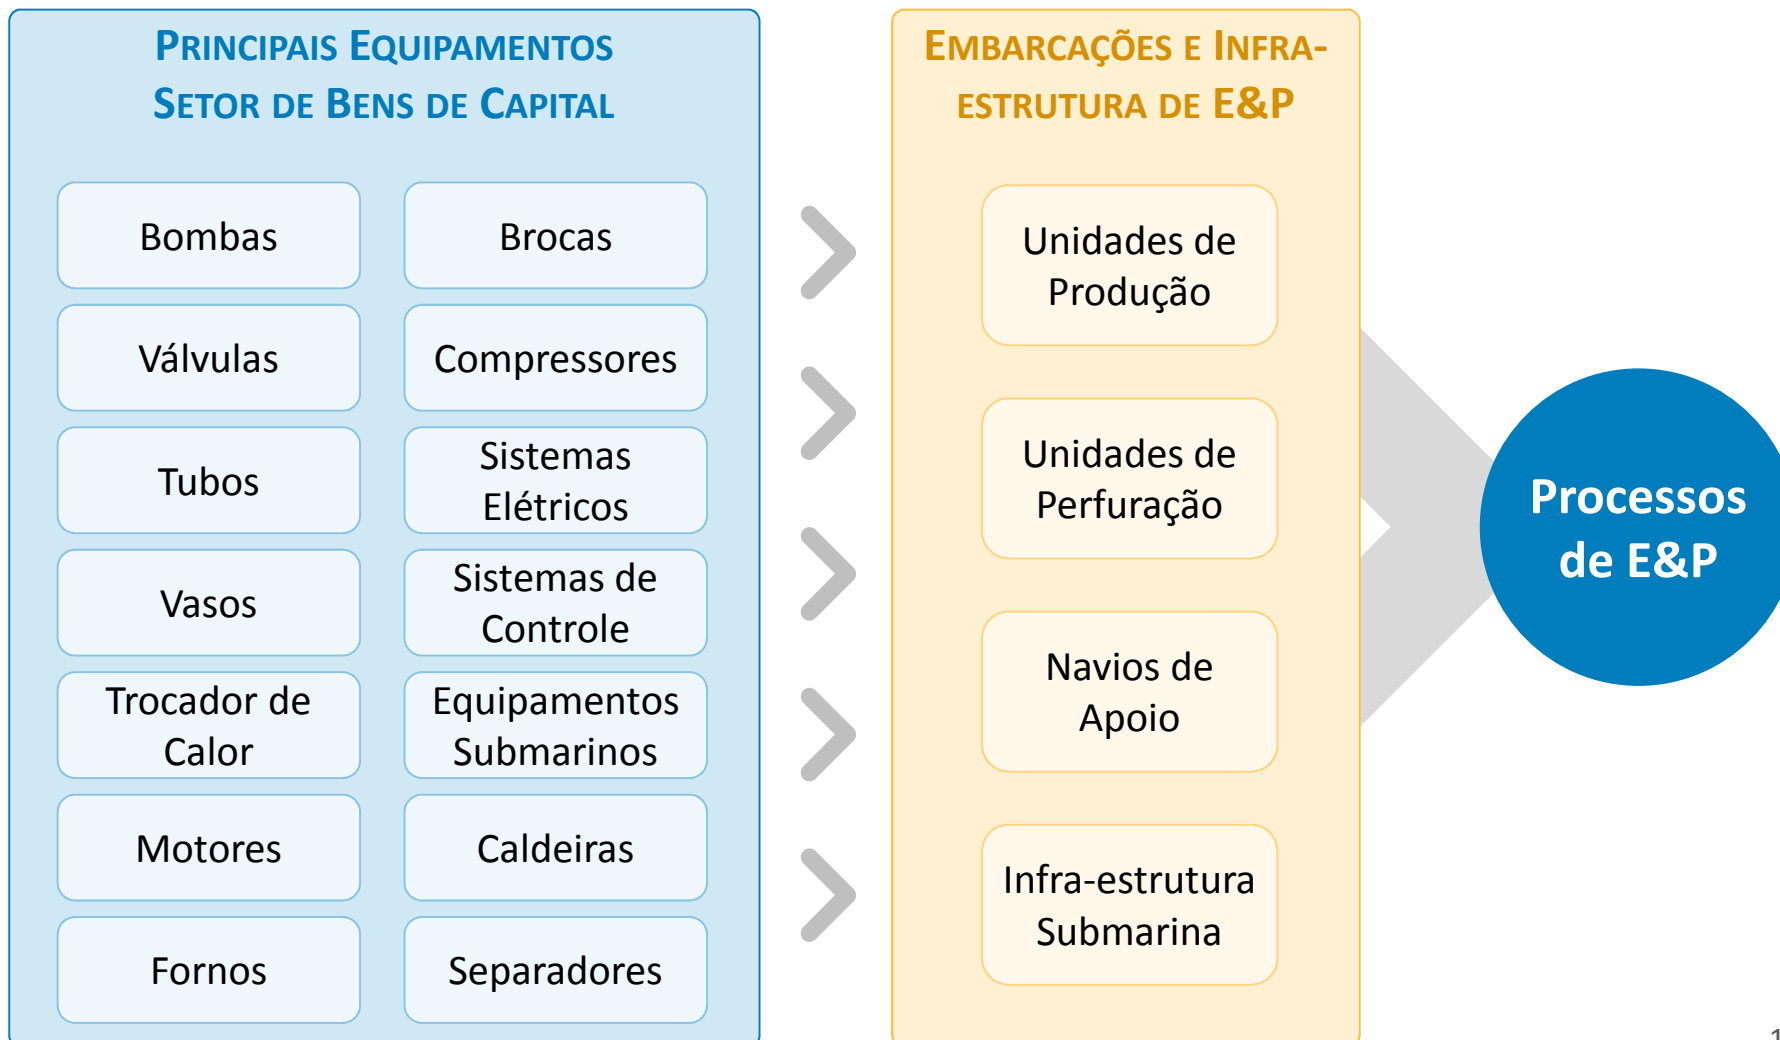 PRINCIPAIS EQUIPAMENTOS
SETOR DE BENS DE CAPITAL
Bombas
Brocas
Válvulas
Compressores
Tubos
Sistemas
Elétricos
Vasos
Sistemas de
Controle
Trocador de
Calor
Equipamentos
Submarinos
Motores
Caldeiras
Fornos
Separadores
EMBARCAÇÕES E INFRA-
ESTRUTURA DE E&P
Unidades de
Produção
Unidades de
Perfuração
Navios de
Apoio
Infra-estrutura
Submarina
Processos
de E&P
1